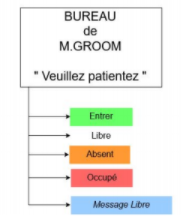 BUREAU
de
M.GROOM
" Veuillez patientez "
Entrer
Libre
Absent
Occupé
Message Libre